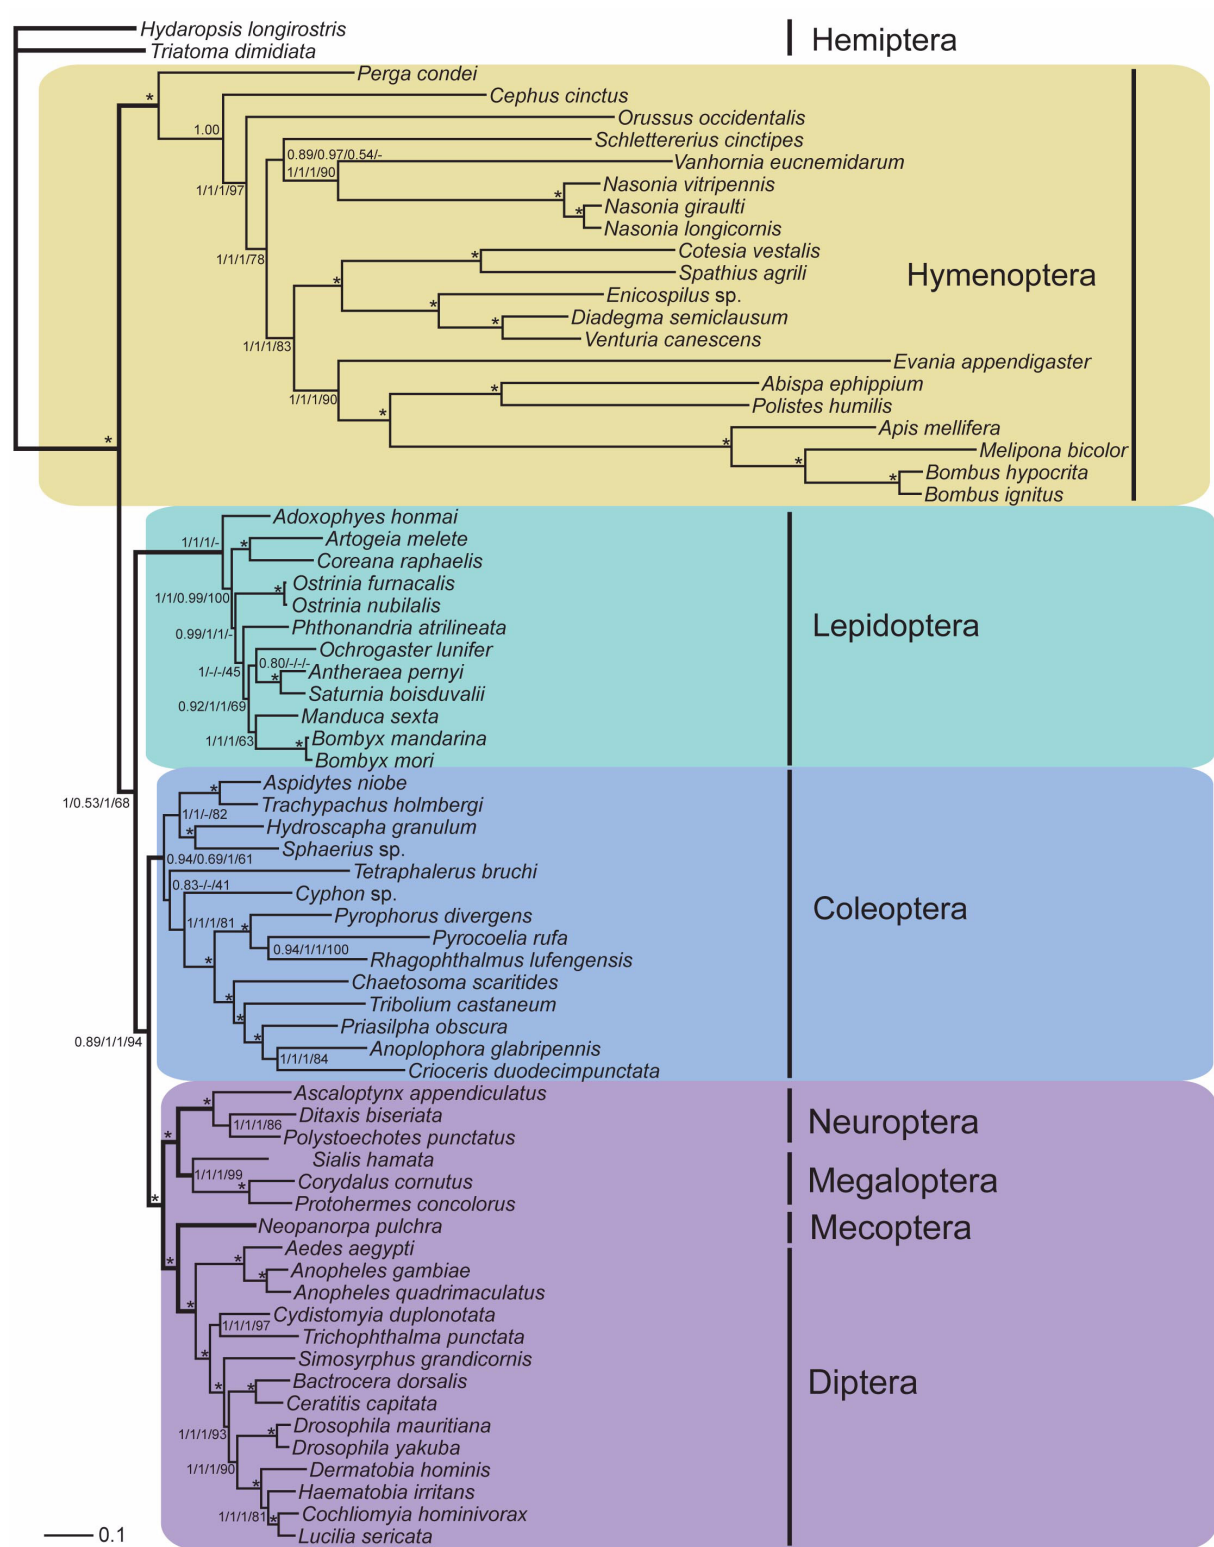 Hydaropsis longirostris
Triatoma dimidiata
Hemiptera
Perga condei
*
Cephus cinctus
1.00
Orussus occidentalis
Schlettererius cinctipes
0.89/0.97/0.54/-
Vanhornia eucnemidarum
1/1/1/90
Nasonia vitripennis
1/1/1/97
*
Nasonia giraulti
*
Nasonia longicornis
Cotesia vestalis
*
1/1/1/78
Spathius agrili
Hymenoptera
*
Enicospilus sp.
*
Diadegma semiclausum
*
Venturia canescens
1/1/1/83
Evania appendigaster
Abispa ephippium
*
1/1/1/90
Polistes humilis
*
Apis mellifera
*
*
Melipona bicolor
*
Bombus hypocrita
*
Bombus ignitus
Adoxophyes honmai
Artogeia melete
1/1/1/-
*
Coreana raphaelis
Ostrinia furnacalis
*
1/1/0.99/100
Ostrinia nubilalis
Phthonandria atrilineata
Lepidoptera
0.99/1/1/-
Ochrogaster lunifer
0.80/-/-/-
1/-/-/45
Antheraea pernyi
*
Saturnia boisduvalii
0.92/1/1/69
Manduca sexta
1/1/1/63
*
Bombyx mandarina
Bombyx mori
Aspidytes niobe
*
1/0.53/1/68
Trachypachus holmbergi
1/1/-/82
Hydroscapha granulum
*
Sphaerius sp.
0.94/0.69/1/61
Tetraphalerus bruchi
0.83-/-/41
Cyphon sp.
Coleoptera
Pyrophorus divergens
1/1/1/81
*
Pyrocoelia rufa
0.94/1/1/100
Rhagophthalmus lufengensis
*
Chaetosoma scaritides
*
Tribolium castaneum
*
Priasilpha obscura
*
0.89/1/1/94
Anoplophora glabripennis
1/1/1/84
Crioceris duodecimpunctata
Ascaloptynx appendiculatus
*
Ditaxis biseriata
Neuroptera
1/1/1/86
*
Polystoechotes punctatus
Sialis hamata
1/1/1/99
Corydalus cornutus
Megaloptera
*
*
Protohermes concolorus
Neopanorpa pulchra
Mecoptera
Aedes aegypti
*
*
Anopheles gambiae
*
Anopheles quadrimaculatus
*
Cydistomyia duplonotata
1/1/1/97
Trichophthalma punctata
*
Simosyrphus grandicornis
*
Bactrocera dorsalis
Diptera
*
Ceratitis capitata
Drosophila mauritiana
1/1/1/93
*
Drosophila yakuba
1/1/1/90
Dermatobia hominis
*
Haematobia irritans
1/1/1/81
*
Cochliomyia hominivorax
Lucilia sericata
0.1